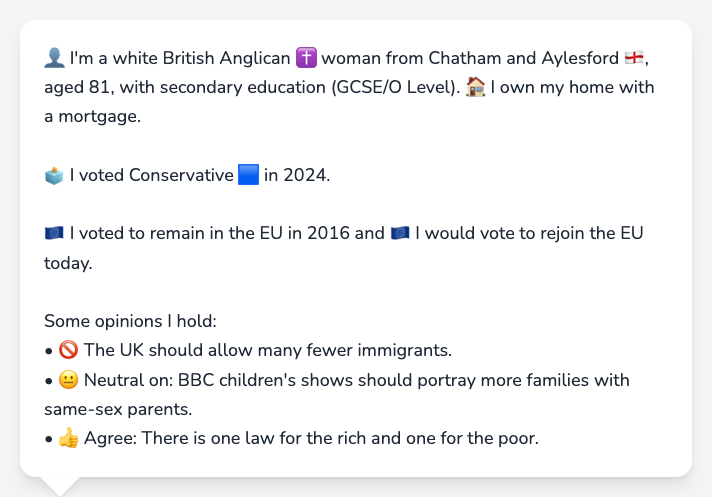 👤 I'm a white British Anglican ✝️ woman from Chatham and Aylesford 🏴󠁧󠁢󠁥󠁮󠁧󠁿,
aged 81, with secondary education (GCSE/O Level). 🏠 I own my home with
a mortgage.
🗳️ I voted Conservative 🟦 in 2024.
🇪🇺 I voted to remain in the EU in 2016 and 🇪🇺 I would vote to rejoin the EU
today.
Some opinions I hold:
• 🚫 The UK should allow many fewer immigrants.
• 😐 Neutral on: BBC children's shows should portray more families with
same-sex parents.
• 👍 Agree: There is one law for the rich and one for the poor.